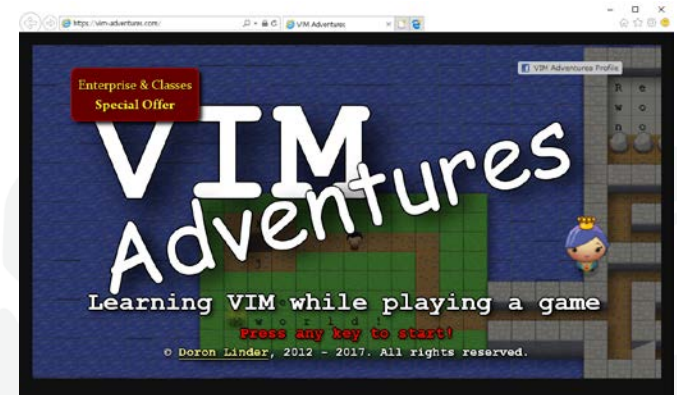 https://vim-adventures.com/
VIM Adventures
Enterprise & Classes
Special Offer
VIM Adventures Profile
VIM
Adventures
R e
w o
n o
Learning VIM while playing a game
w o r l d !
Press any key to start!
© Doron Linder, 2012 - 2017. All rights reserved.